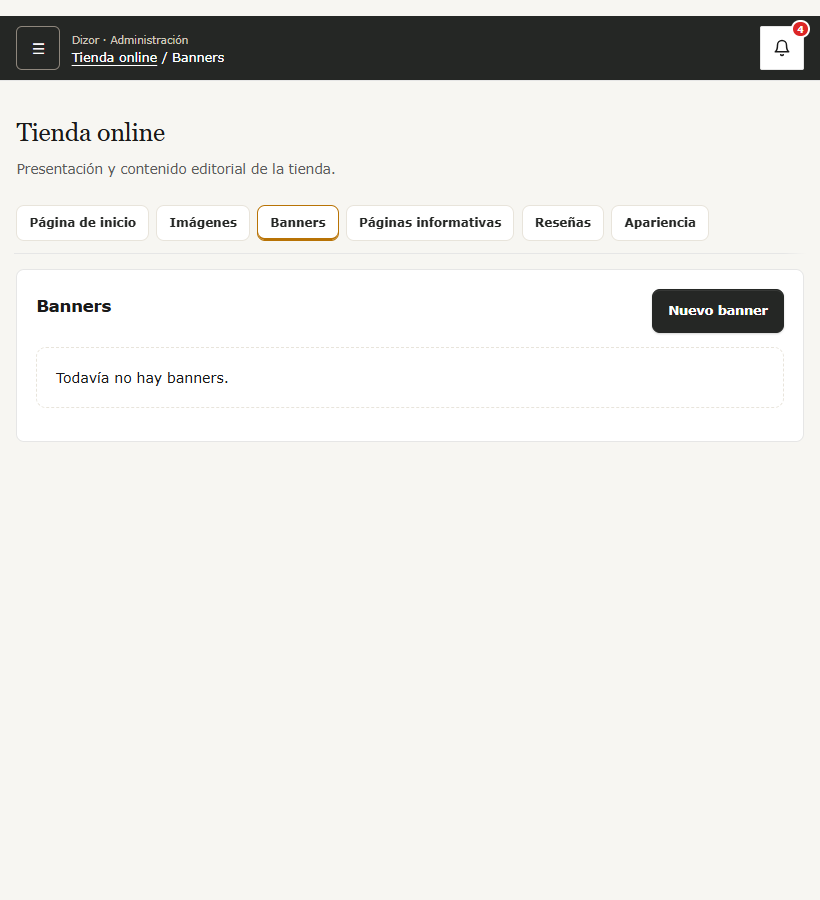 ☰
Dizor · Administración
Tienda online / Banners
4
Tienda online
Presentación y contenido editorial de la tienda.
Página de inicio
Imágenes
Banners
Páginas informativas
Reseñas
Apariencia
Banners
Nuevo banner
Todavía no hay banners.